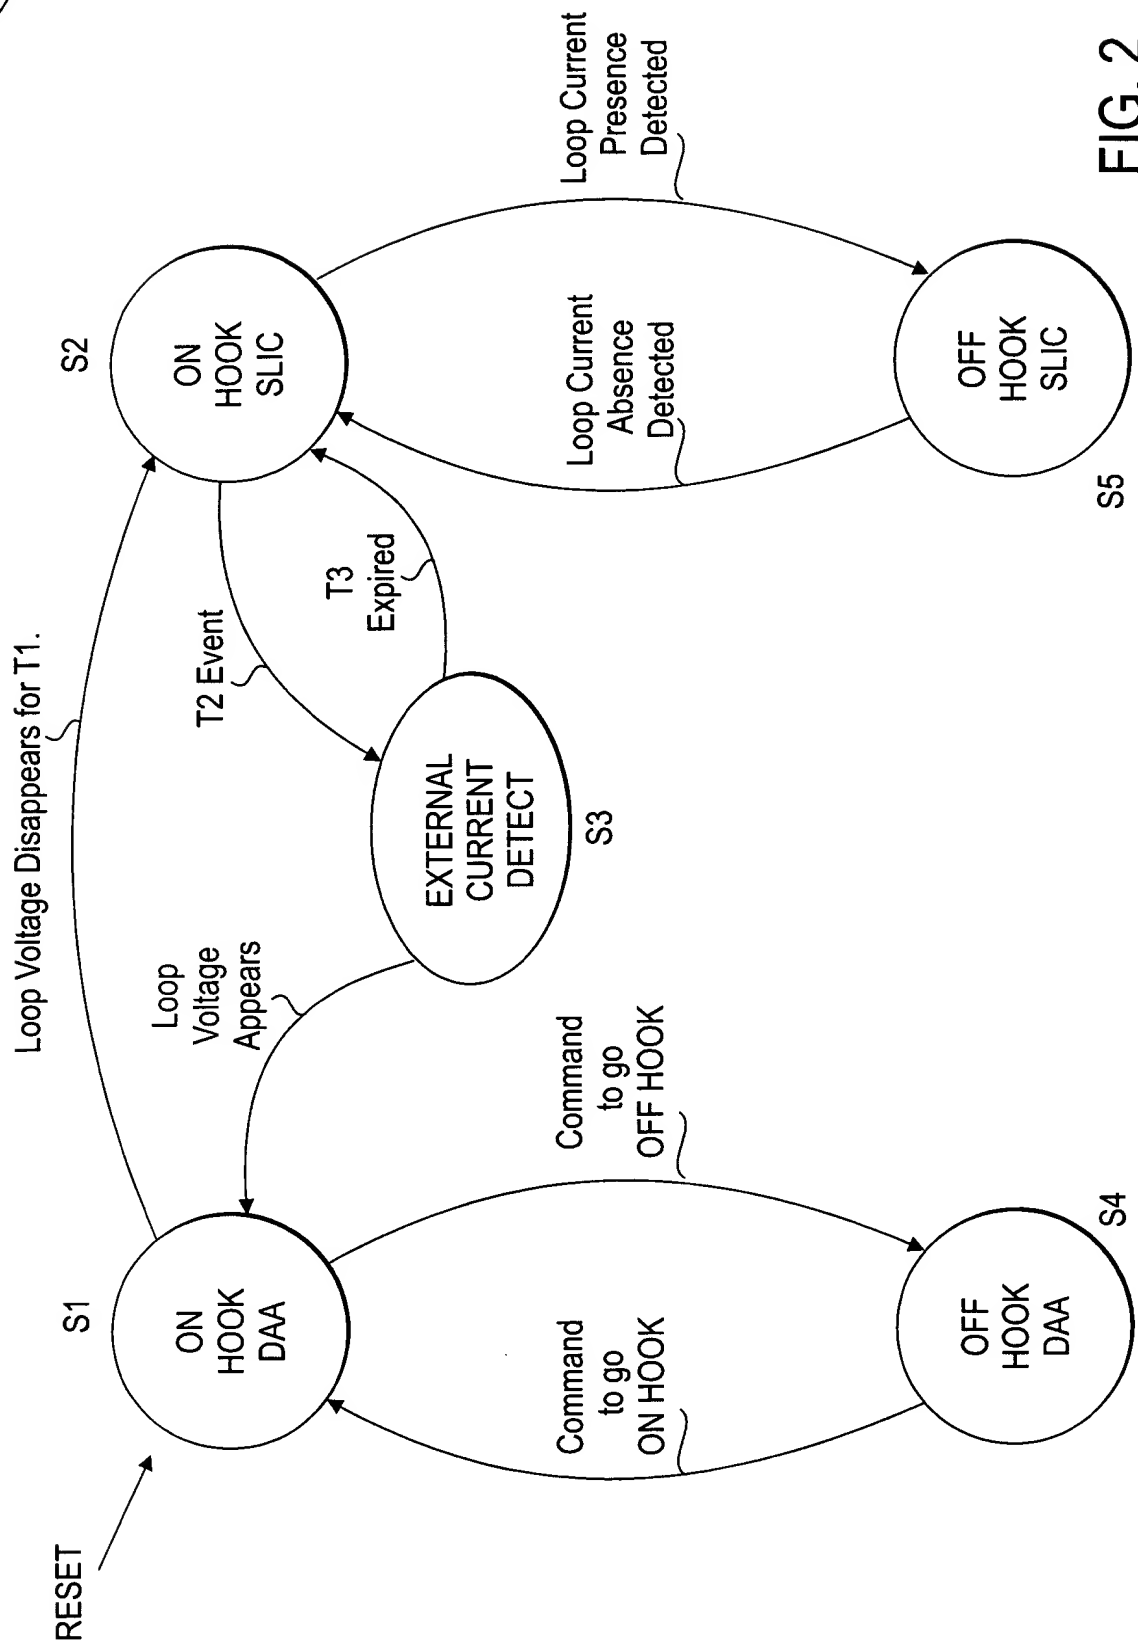 RESET
Loop Voltage Disappears for T1.
S1
ON
HOOK
DAA
S2
ON
HOOK
SLIC
Loop
Voltage
Appears
T2 Event
T3
Expired
EXTERNAL
CURRENT
DETECT
S3
Command
to go
ON HOOK
Command
to go
OFF HOOK
Loop Current
Absence
Detected
Loop Current
Presence
Detected
OFF
HOOK
DAA
S4
OFF
HOOK
SLIC
S5
FIG. 2